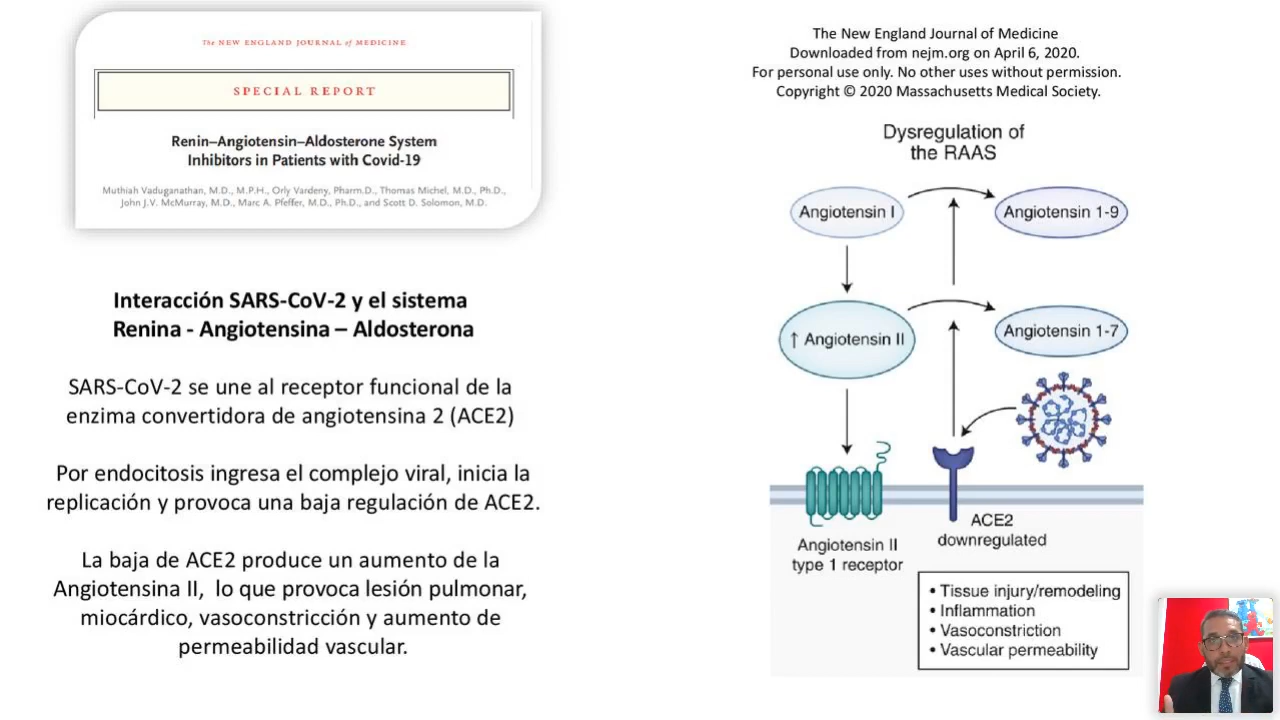 The NEW ENGLAND JOURNAL of MEDICINE
SPECIAL REPORT
Renin–Angiotensin–Aldosterone System
Inhibitors in Patients with Covid-19
Muthiah Vaduganathan, M.D., M.P.H., Orly Vardeny, Pharm.D., Thomas Michel, M.D., Ph.D.,
John J.V. McMurray, M.D., Marc A. Pfeffer, M.D., Ph.D., and Scott D. Solomon, M.D.
Interacción SARS-CoV-2 y el sistema
Renina - Angiotensina – Aldosterona
SARS-CoV-2 se une al receptor funcional de la
enzima convertidora de angiotensina 2 (ACE2)
Por endocitosis ingresa el complejo viral, inicia la
replicación y provoca una baja regulación de ACE2.
La baja de ACE2 produce un aumento de la
Angiotensina II,  lo que provoca lesión pulmonar,
miocárdico, vasoconstricción y aumento de
permeabilidad vascular.
The New England Journal of Medicine
Downloaded from nejm.org on April 6, 2020.
For personal use only. No other uses without permission.
Copyright © 2020 Massachusetts Medical Society.
Dysregulation of
the RAAS
Angiotensin I
Angiotensin 1-9
↑ Angiotensin II
Angiotensin 1-7
ACE2
downregulated
Angiotensin II
type 1 receptor
• Tissue injury/remodeling
• Inflammation
• Vasoconstriction
• Vascular permeability